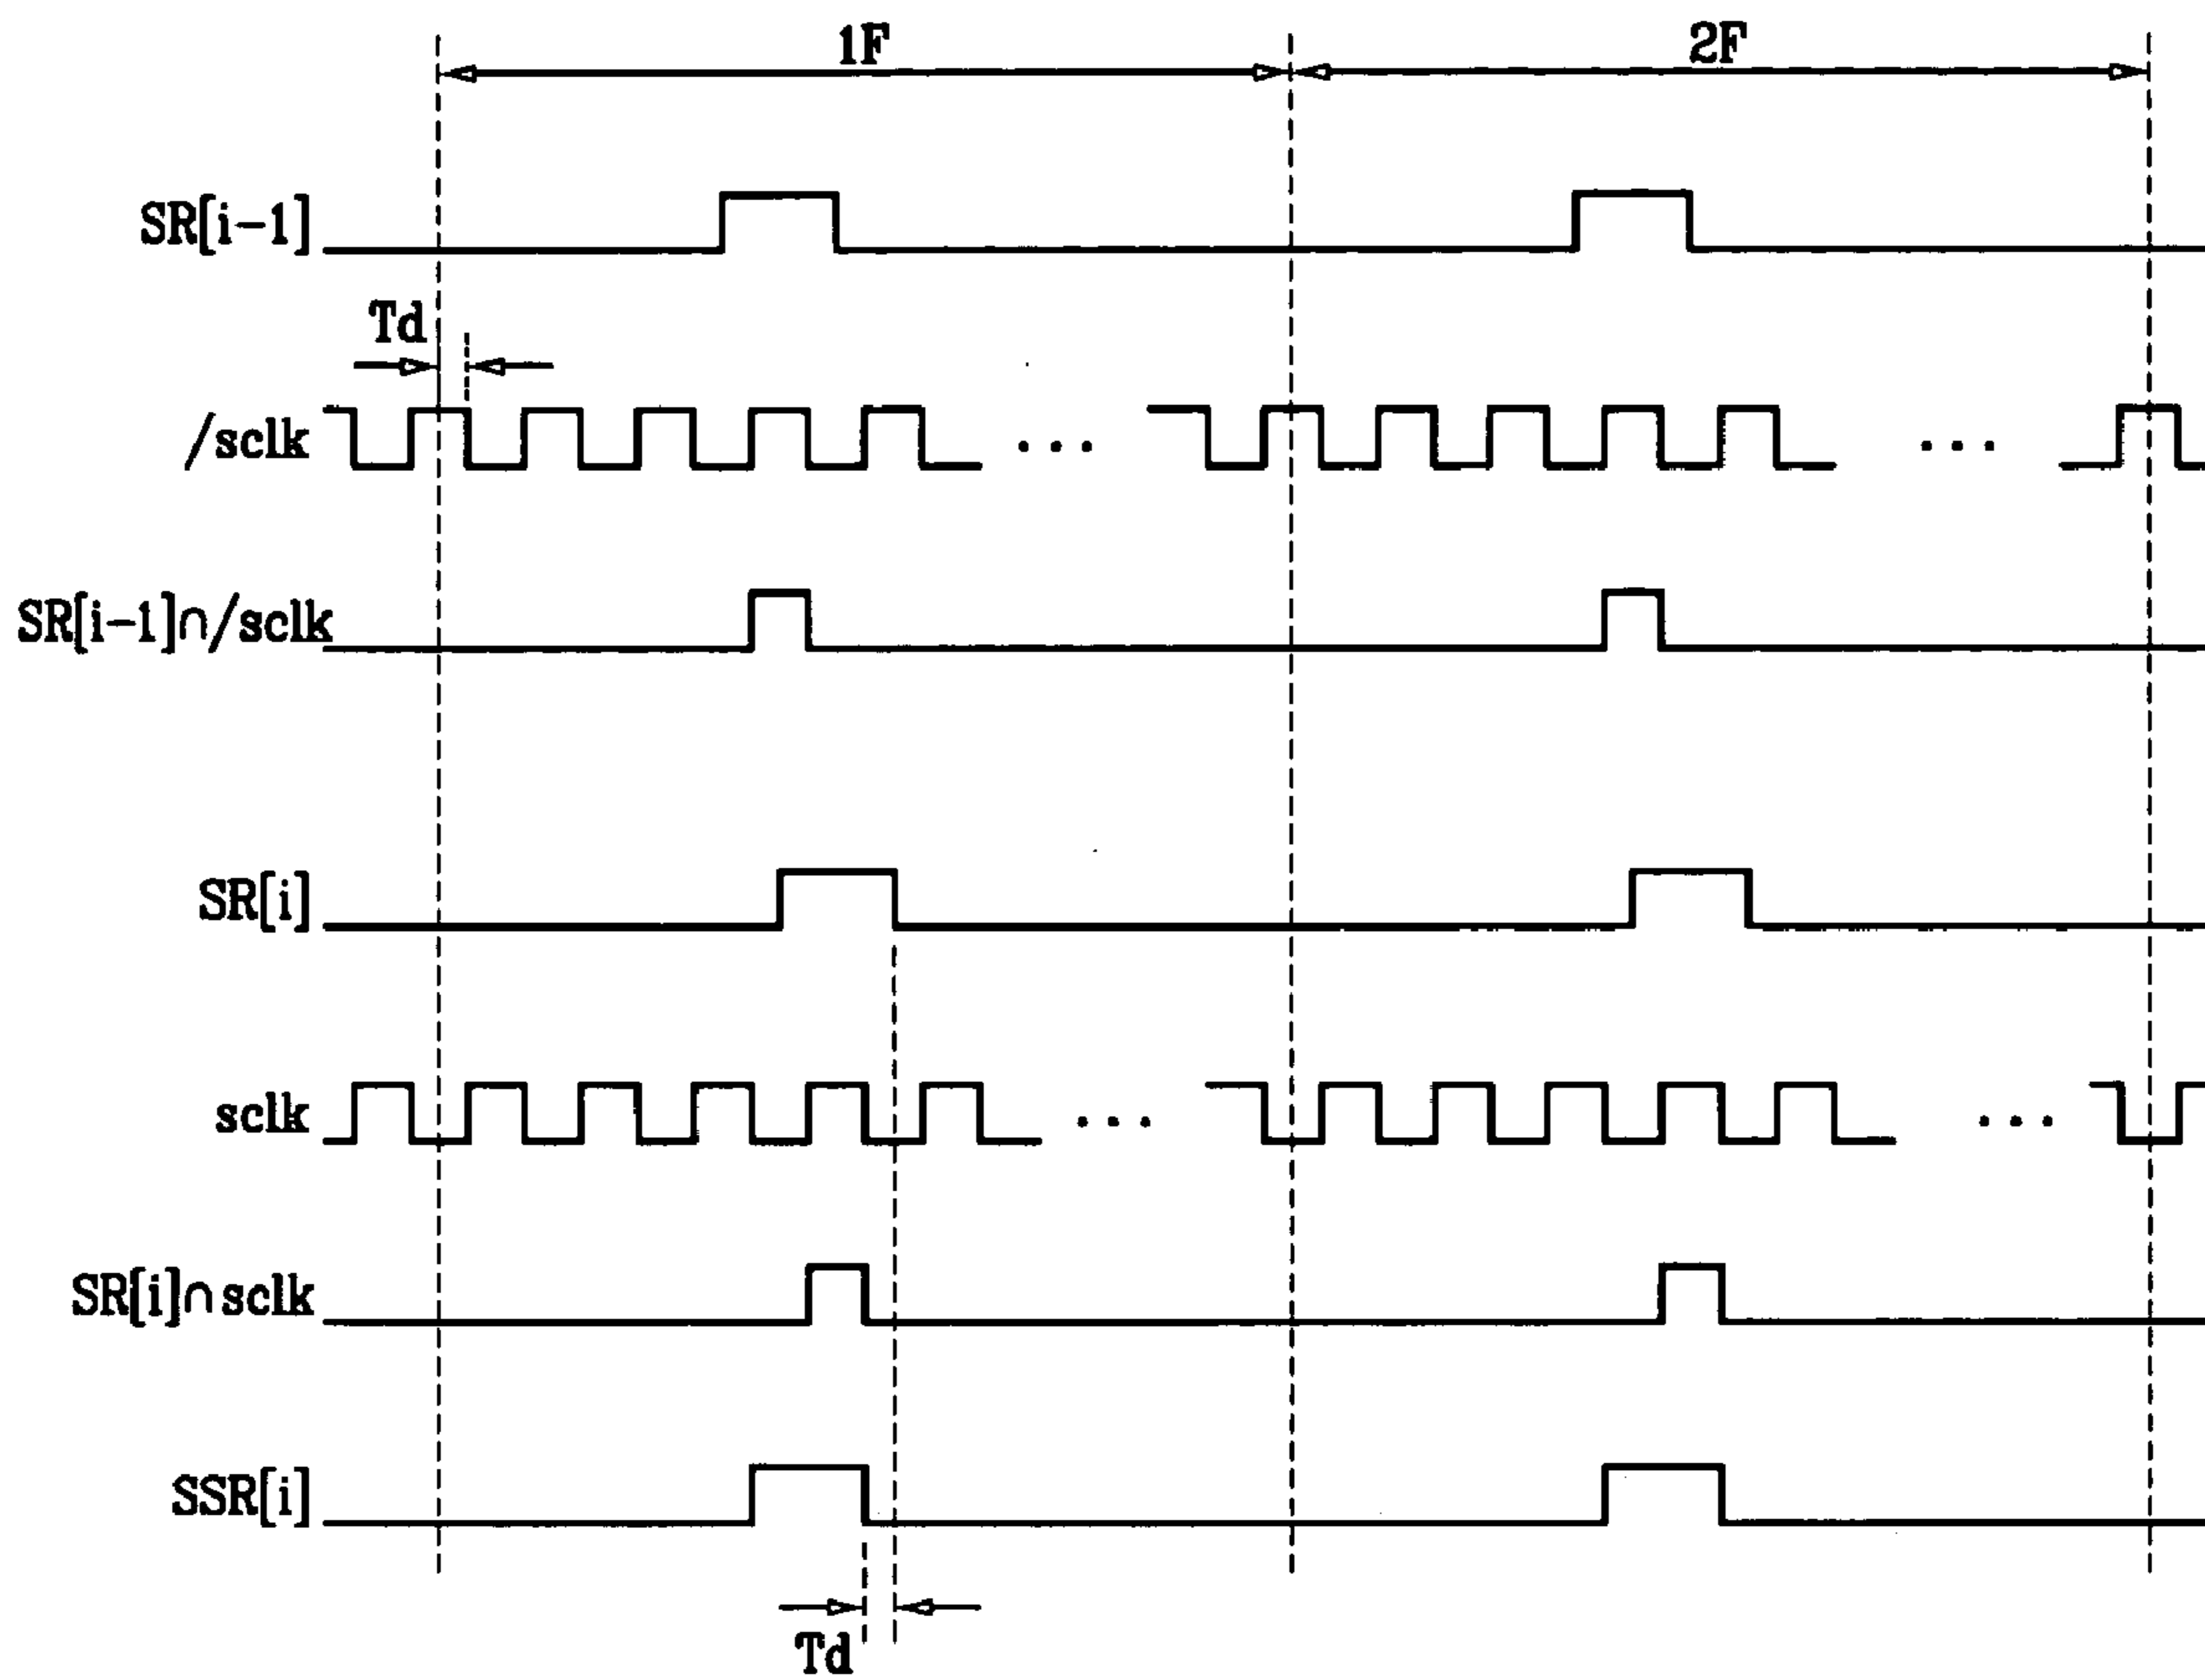 1F 2F
SR[i-1]
Td
/sclk ... ...
SR[i-1]∩/sclk
SR[i]
sclk ... ...
SR[i]∩sclk
SSR[i]
Td